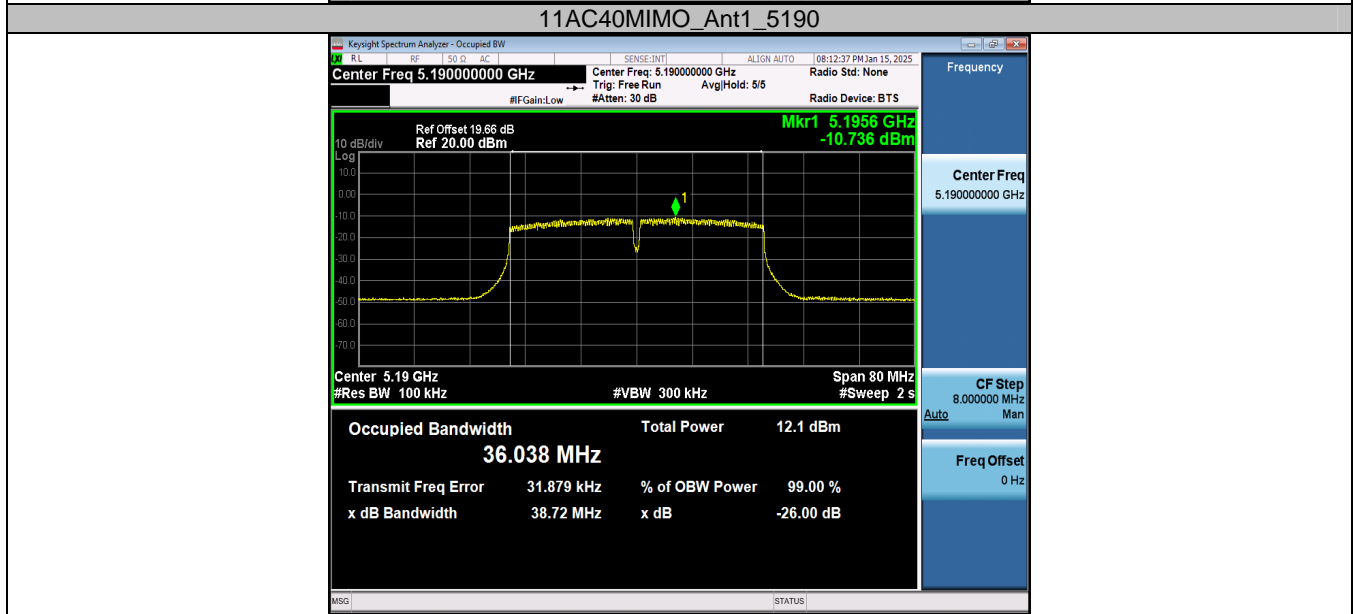 11AC40MIMO_Ant1_5190
Keysight Spectrum Analyzer - Occupied BW
LXI RL RF 50 Ω AC SENSE:INT ALIGN AUTO 08:12:37 PM Jan 15, 2025
Center Freq 5.190000000 GHz Center Freq: 5.190000000 GHz Radio Std: None
Trig: Free Run Avg|Hold: 5/5
#IFGain:Low #Atten: 30 dB Radio Device: BTS
Frequency
Mkr1 5.1956 GHz
-10.736 dBm
Ref Offset 19.66 dB
10 dB/div Ref 20.00 dBm
Log
10.0
0.00
-10.0
-20.0
-30.0
-40.0
-50.0
-60.0
-70.0
1
Center 5.19 GHz Span 80 MHz
#Res BW 100 kHz #VBW 300 kHz #Sweep 2 s
Occupied Bandwidth Total Power 12.1 dBm
36.038 MHz
Transmit Freq Error 31.879 kHz % of OBW Power 99.00 %
x dB Bandwidth 38.72 MHz x dB -26.00 dB
Center Freq
5.190000000 GHz
CF Step
8.000000 MHz
Auto Man
Freq Offset
0 Hz
MSG STATUS